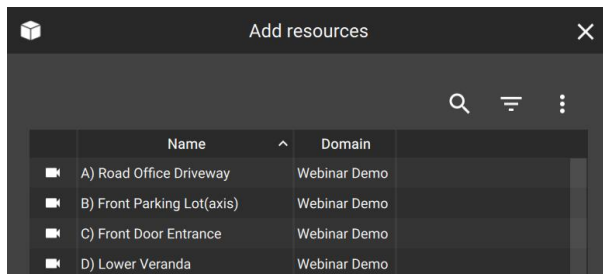 Add resources
Name Domain
A) Road Office Driveway Webinar Demo
B) Front Parking Lot(axis) Webinar Demo
C) Front Door Entrance Webinar Demo
D) Lower Veranda Webinar Demo